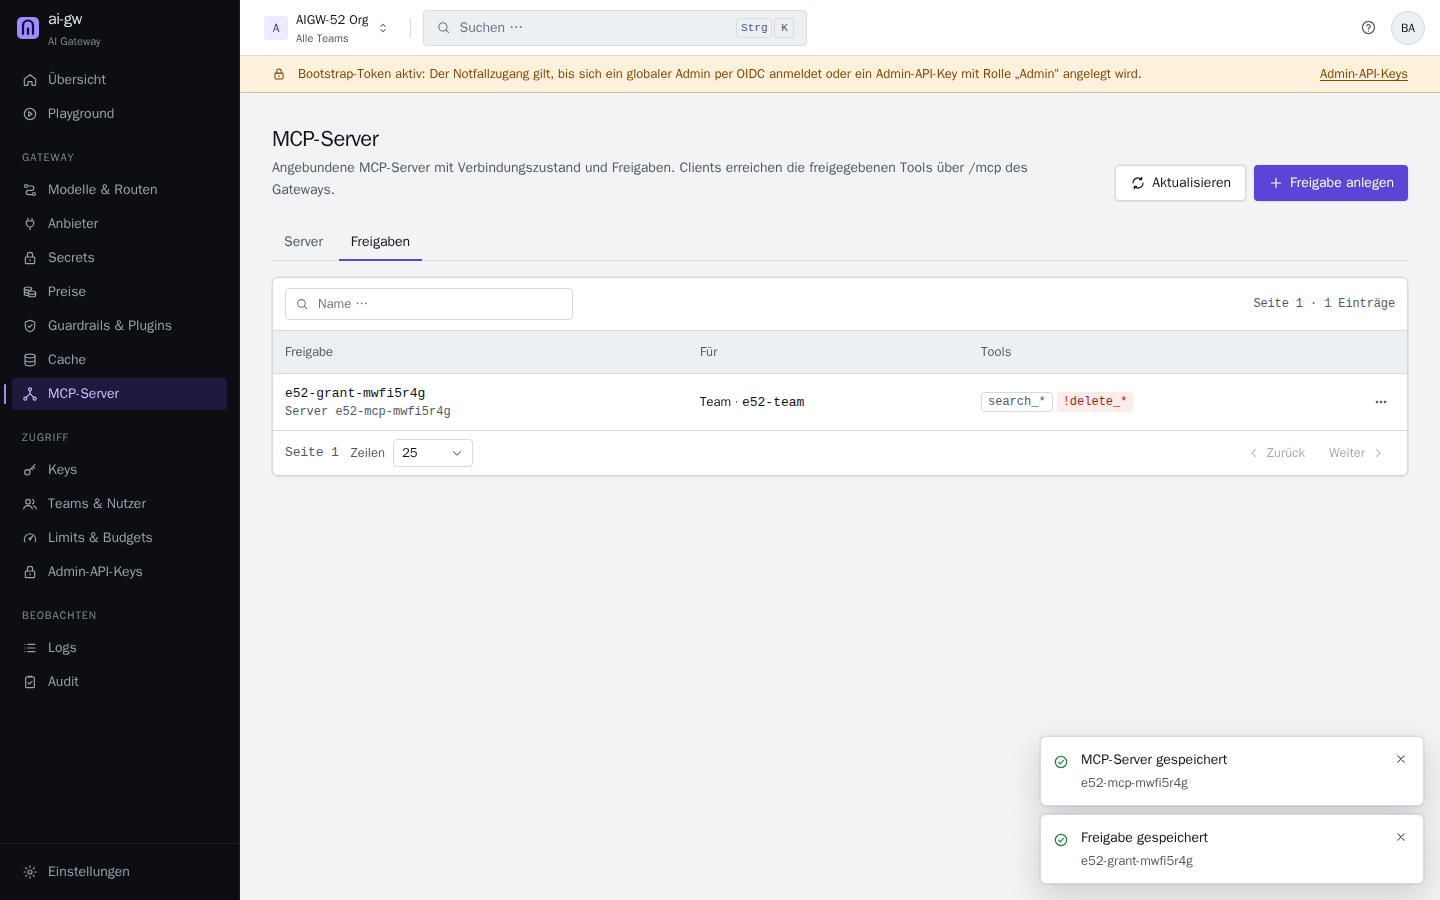 ai-gw
AI Gateway
Übersicht
Playground
GATEWAY
Modelle & Routen
Anbieter
Secrets
Preise
Guardrails & Plugins
Cache
MCP-Server
ZUGRIFF
Keys
Teams & Nutzer
Limits & Budgets
Admin-API-Keys
BEOBACHTEN
Logs
Audit
Einstellungen
A
AIGW-52 Org
Alle Teams
Suchen ...
Strg K
BA
Bootstrap-Token aktiv: Der Notfallzugang gilt, bis sich ein globaler Admin per OIDC anmeldet oder ein Admin-API-Key mit Rolle „Admin“ angelegt wird.
Admin-API-Keys
MCP-Server
Angebundene MCP-Server mit Verbindungszustand und Freigaben. Clients erreichen die freigegebenen Tools über /mcp des
Gateways.
Aktualisieren
Freigabe anlegen
Server
Freigaben
Name ...
Seite 1 · 1 Einträge
Freigabe
Für
Tools
e52-grant-mwfi5r4g
Server e52-mcp-mwfi5r4g
Team · e52-team
search_*
!delete_*
Seite 1
Zeilen
25
Zurück
Weiter
MCP-Server gespeichert
e52-mcp-mwfi5r4g
Freigabe gespeichert
e52-grant-mwfi5r4g